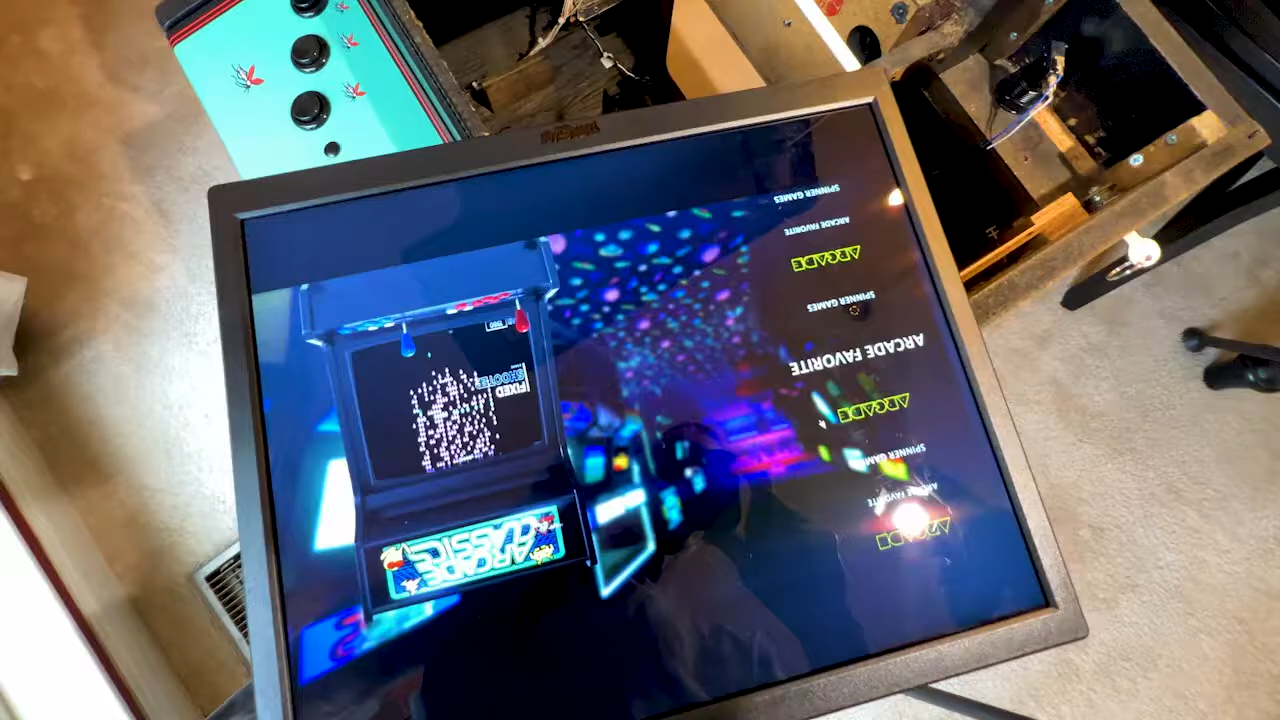 ARCADE
ARCADE FAVORITE
SPINNER GAMES
ARCADE
ARCADE FAVORITE
SPINNER GAMES
ARCADE
ARCADE FAVORITE
SPINNER GAMES
ARCADE
CLASSICS
FIXED
SHOOTER
1980